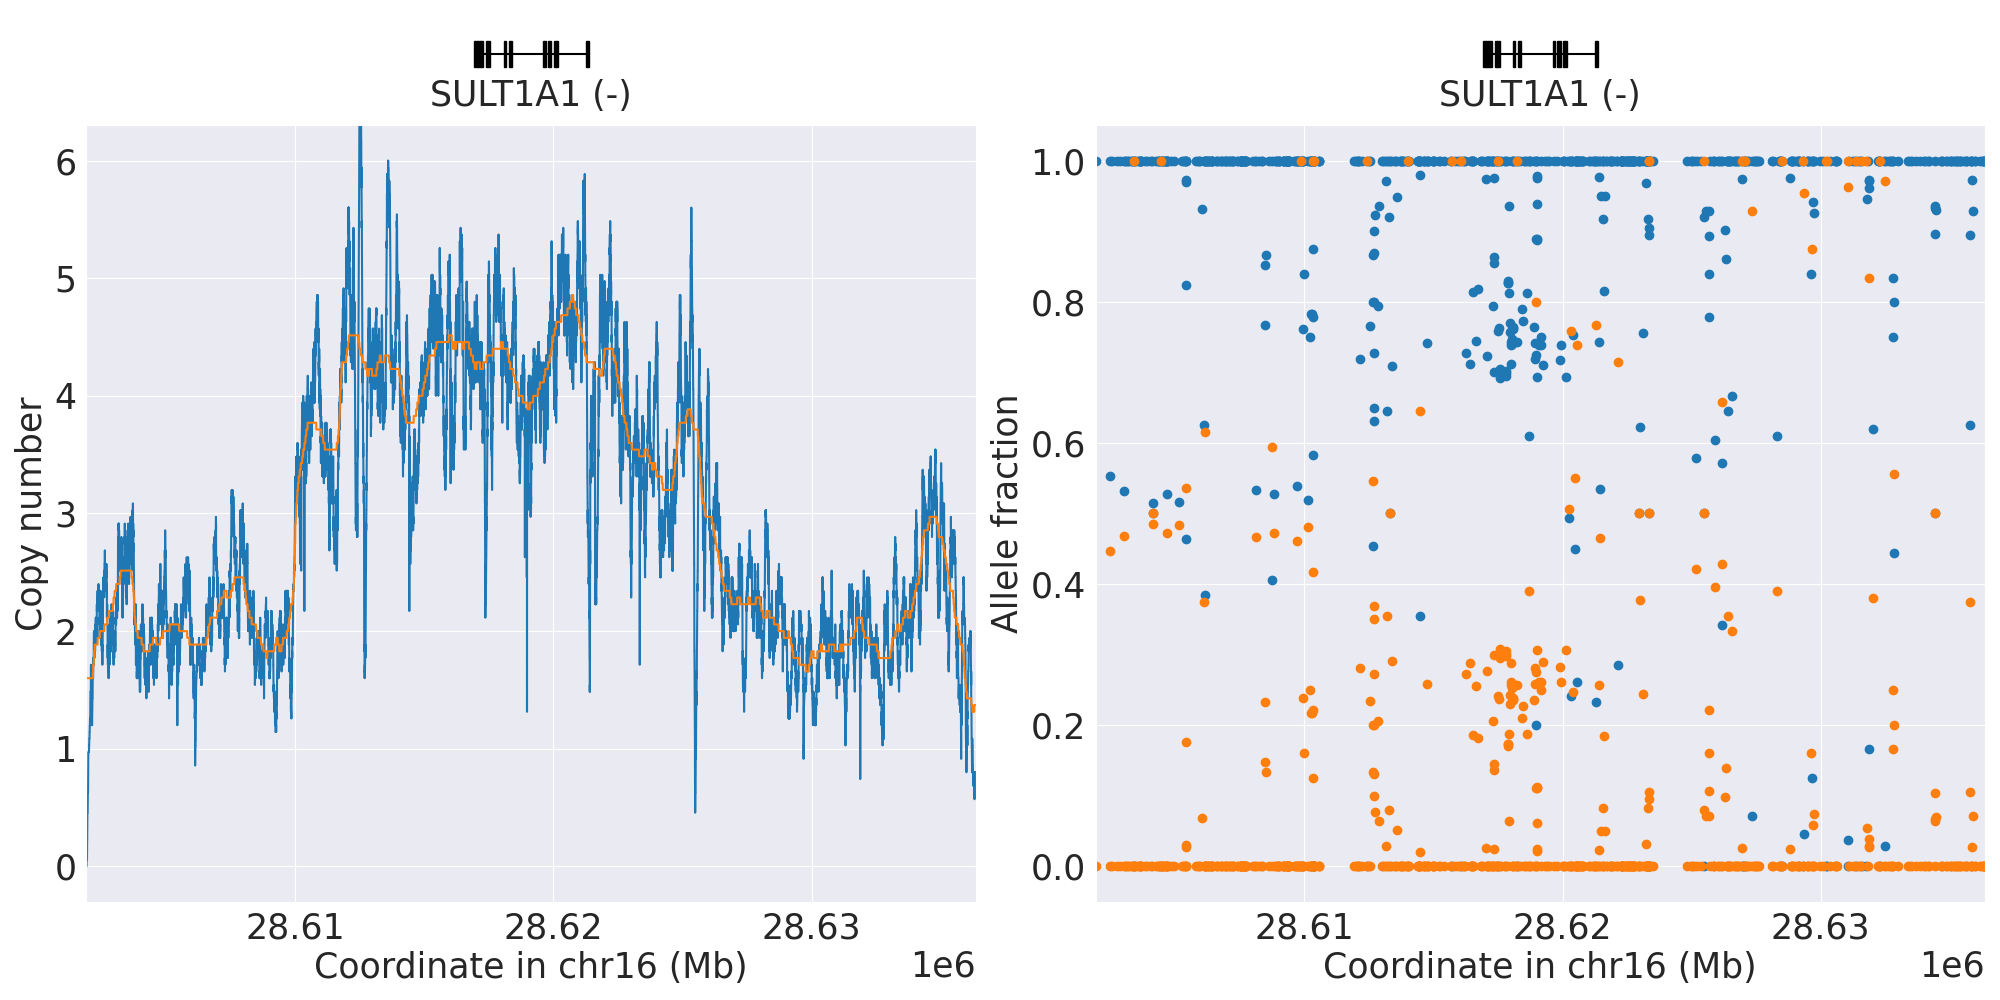 SULT1A1 (-)
Copy number
6
5
4
3
2
1
0
28.61 28.62 28.63
Coordinate in chr16 (Mb)
1e6
SULT1A1 (-)
Allele fraction
1.0
0.8
0.6
0.4
0.2
0.0
28.61 28.62 28.63
Coordinate in chr16 (Mb)
1e6